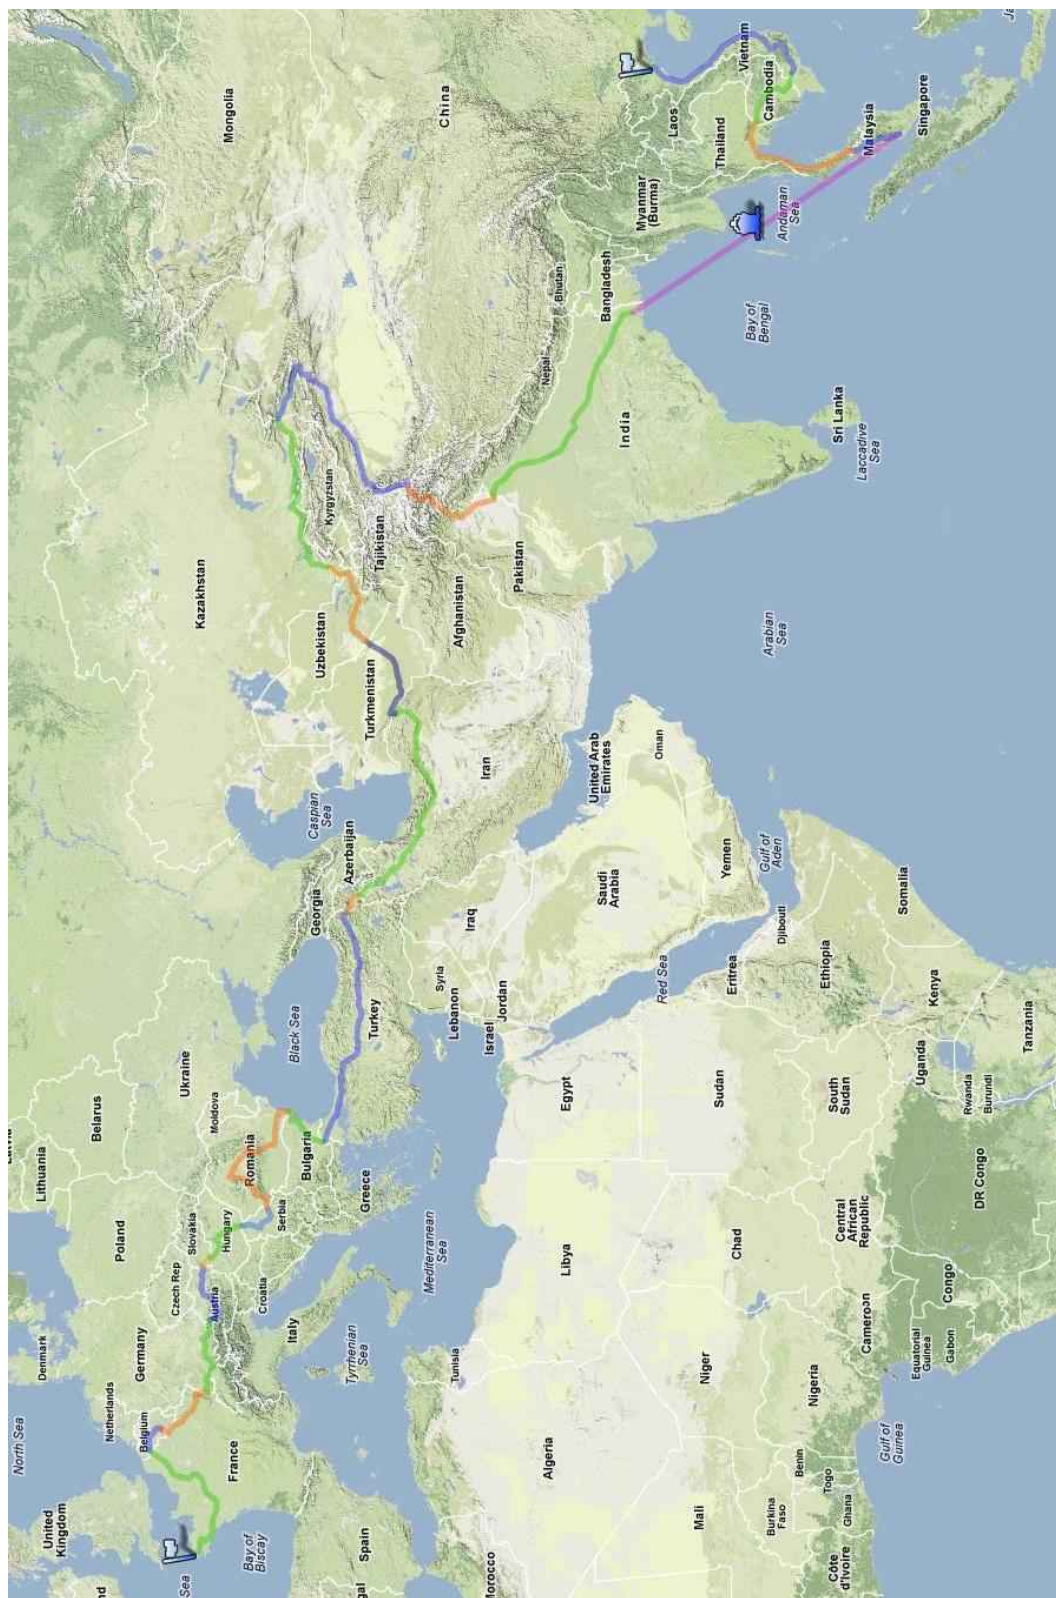 North Sea
United
Kingdom
nd
Sea
Denmark
Netherlands
Belgium
Germany
France
Bay of
Biscay
Spain
gal
Lithuania
Belarus
Poland
Czech Rep
Slovakia
Austria
Hungary
Croatia
Italy
Tyrrhenian
Sea
Serbia
Romania
Moldova
Ukraine
Bulgaria
Greece
Mediterranean
Sea
Black Sea
Turkey
Georgia
Azerbaijan
Caspian
Sea
Kazakhstan
Uzbekistan
Turkmenistan
Kyrgyzstan
Tajikistan
Afghanistan
Pakistan
Iran
Iraq
Syria
Lebanon
Israel
Jordan
Saudi
Arabia
United Arab
Emirates
Oman
Yemen
Gulf of
Aden
Red Sea
Arabian
Sea
Mongolia
China
Nepal
Bhutan
Bangladesh
India
Sri Lanka
Laccadive
Sea
Bay of
Bengal
Myanmar
(Burma)
Andaman
Sea
Thailand
Laos
Vietnam
Cambodia
Malaysia
Singapore
Ja
Morocco
Algeria
Tunisia
Libya
Egypt
Mali
Niger
Chad
Sudan
South
Sudan
Eritrea
Djibouti
Ethiopia
Somalia
Kenya
Uganda
Rwanda
Burundi
Tanzania
DR Congo
Congo
Central
African
Republic
Cameroon
Equatorial
Guinea
Gabon
Nigeria
Benin
Togo
Ghana
Burkina
Faso
Côte
d'Ivoire
Gulf of
Guinea